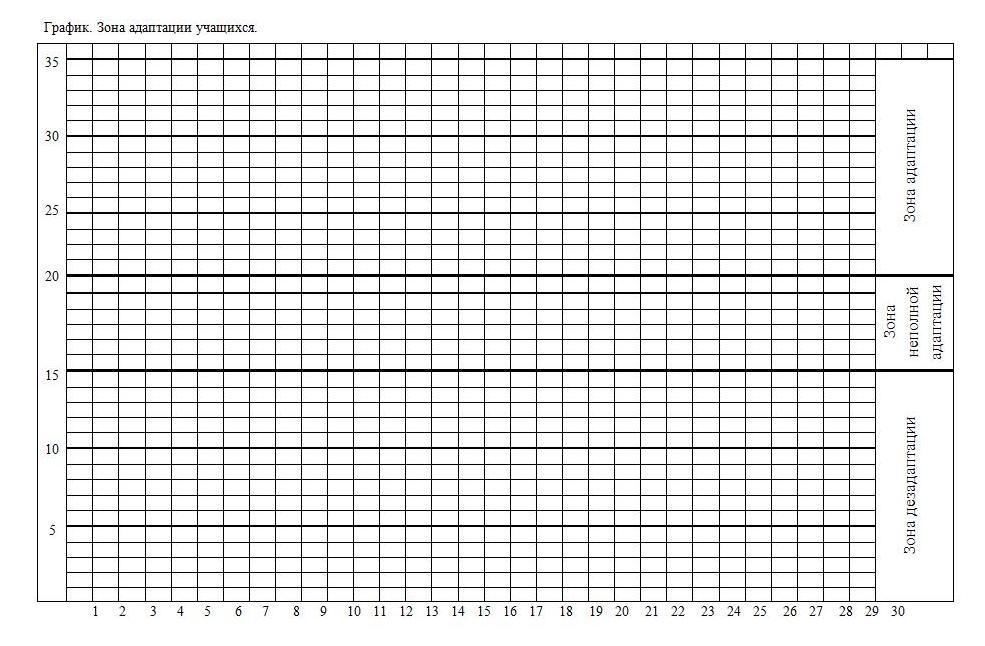 График. Зона адаптации учащихся.
35
30
25
20
15
10
5
Зона адаптации
Зона
неполной
адаптации
Зона дезадаптации
1 2 3 4 5 6 7 8 9 10 11 12 13 14 15 16 17 18 19 20 21 22 23 24 25 26 27 28 29 30